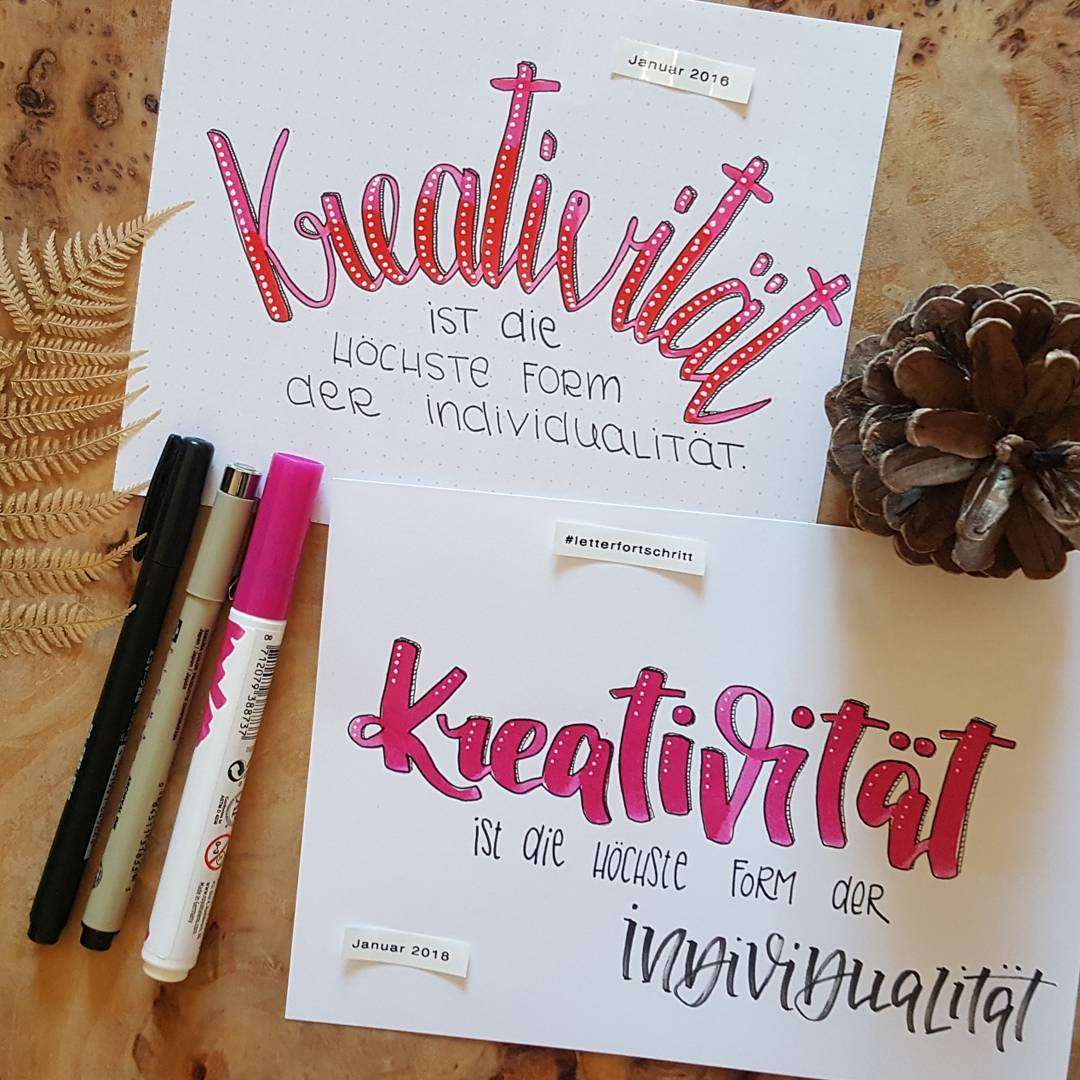 Januar 2016
Kreativität
ist die
HÖCHSTE FORM
der individualität.
#letterfortschritt
Kreativität
ist die HÖCHSTE FORM der
individualität
Januar 2018
8 712079 388737